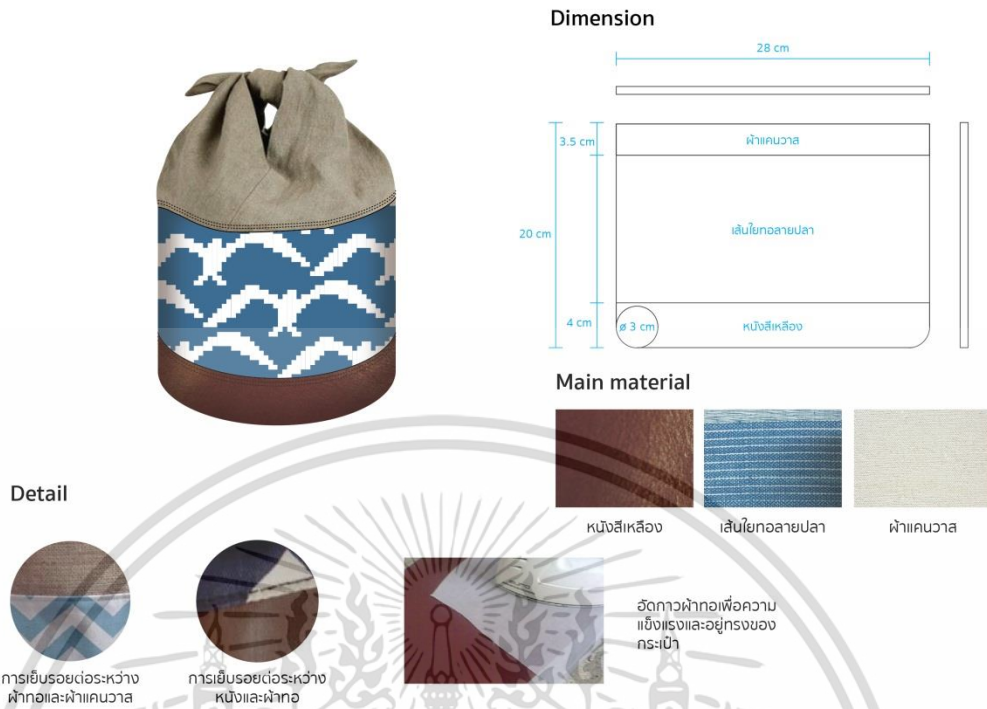 Dimension
28 cm
3.5 cm
ผ้าแคนวาส
20 cm
เส้นใยทอลายปลา
4 cm
ø 3 cm
หนังสีเหลือง
Main material
หนังสีเหลือง
เส้นใยทอลายปลา
ผ้าแคนวาส
Detail
การเย็บรอยต่อระหว่าง
ผ้าทอและผ้าแคนวาส
การเย็บรอยต่อระหว่าง
หนังและผ้าทอ
อัดกาวผ้าทอเพื่อความ
แข็งแรงและอยู่ทรงของ
กระเป๋า